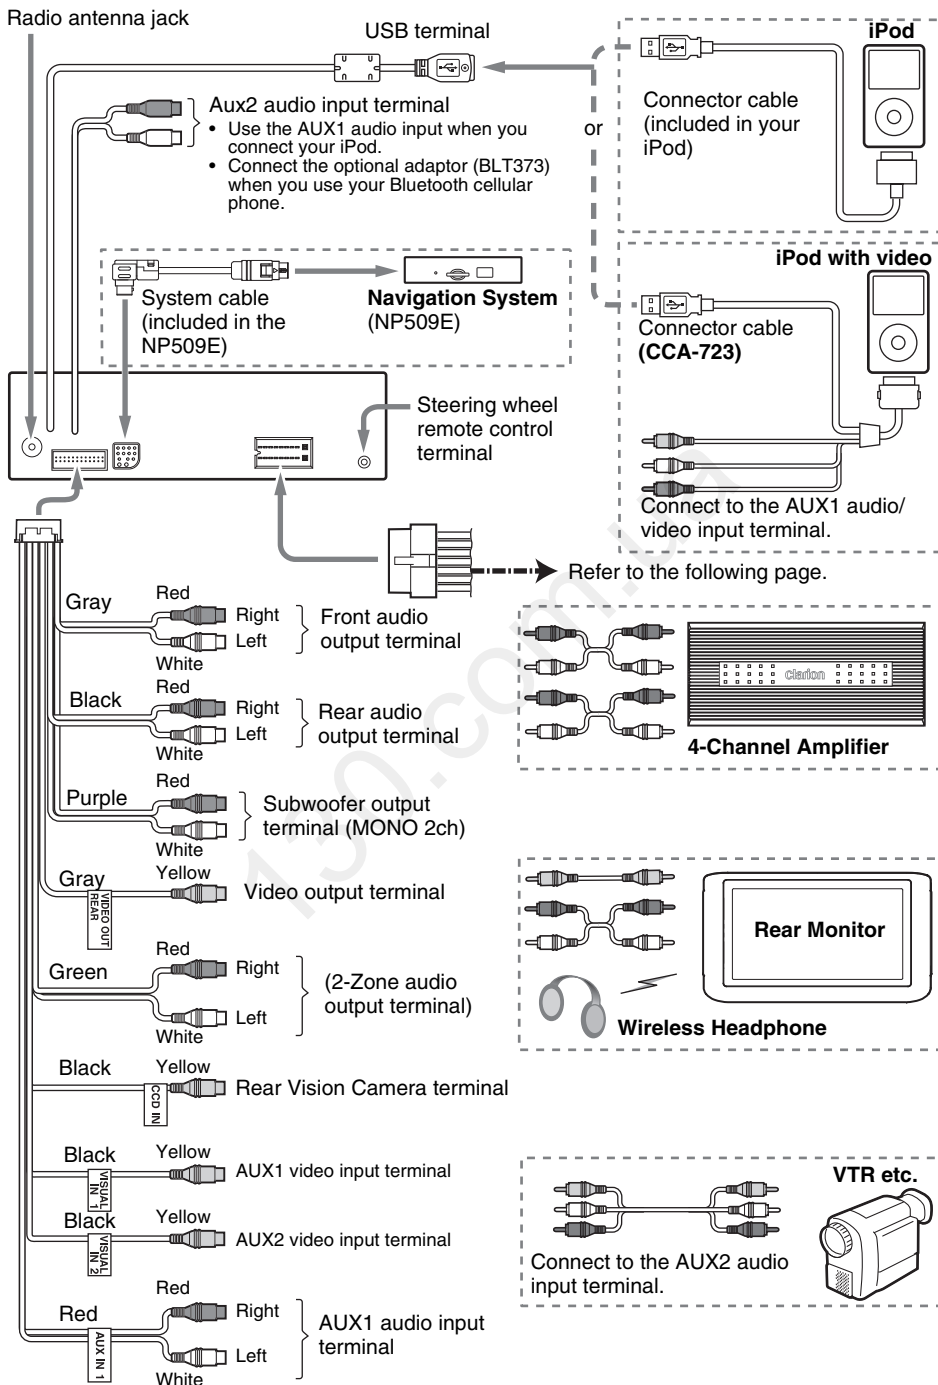 Radio antenna jack
USB terminal
Aux2 audio input terminal
• Use the AUX1 audio input when you
connect your iPod.
• Connect the optional adaptor (BLT373)
when you use your Bluetooth cellular
phone.
or
iPod
Connector cable
(included in your
iPod)
System cable
(included in the
NP509E)
Navigation System
(NP509E)
iPod with video
Connector cable
(CCA-723)
Connect to the AUX1 audio/
video input terminal.
Steering wheel
remote control
terminal
Refer to the following page.
Gray
Red
Right
Left
White
Front audio
output terminal
Black
Red
Right
Left
White
Rear audio
output terminal
clarion
4-Channel Amplifier
Purple
Red
White
Subwoofer output
terminal (MONO 2ch)
Gray
Yellow
VIDEO OUT
REAR
Video output terminal
Green
Red
Right
Left
White
(2-Zone audio
output terminal)
Rear Monitor
Wireless Headphone
Black
Yellow
CCD IN
Rear Vision Camera terminal
Black
Yellow
VISUAL
IN 1
AUX1 video input terminal
Black
Yellow
VISUAL
IN 2
AUX2 video input terminal
VTR etc.
Connect to the AUX2 audio
input terminal.
Red
Red
Right
Left
White
AUX IN 1
AUX1 audio input
terminal
130.com.ua